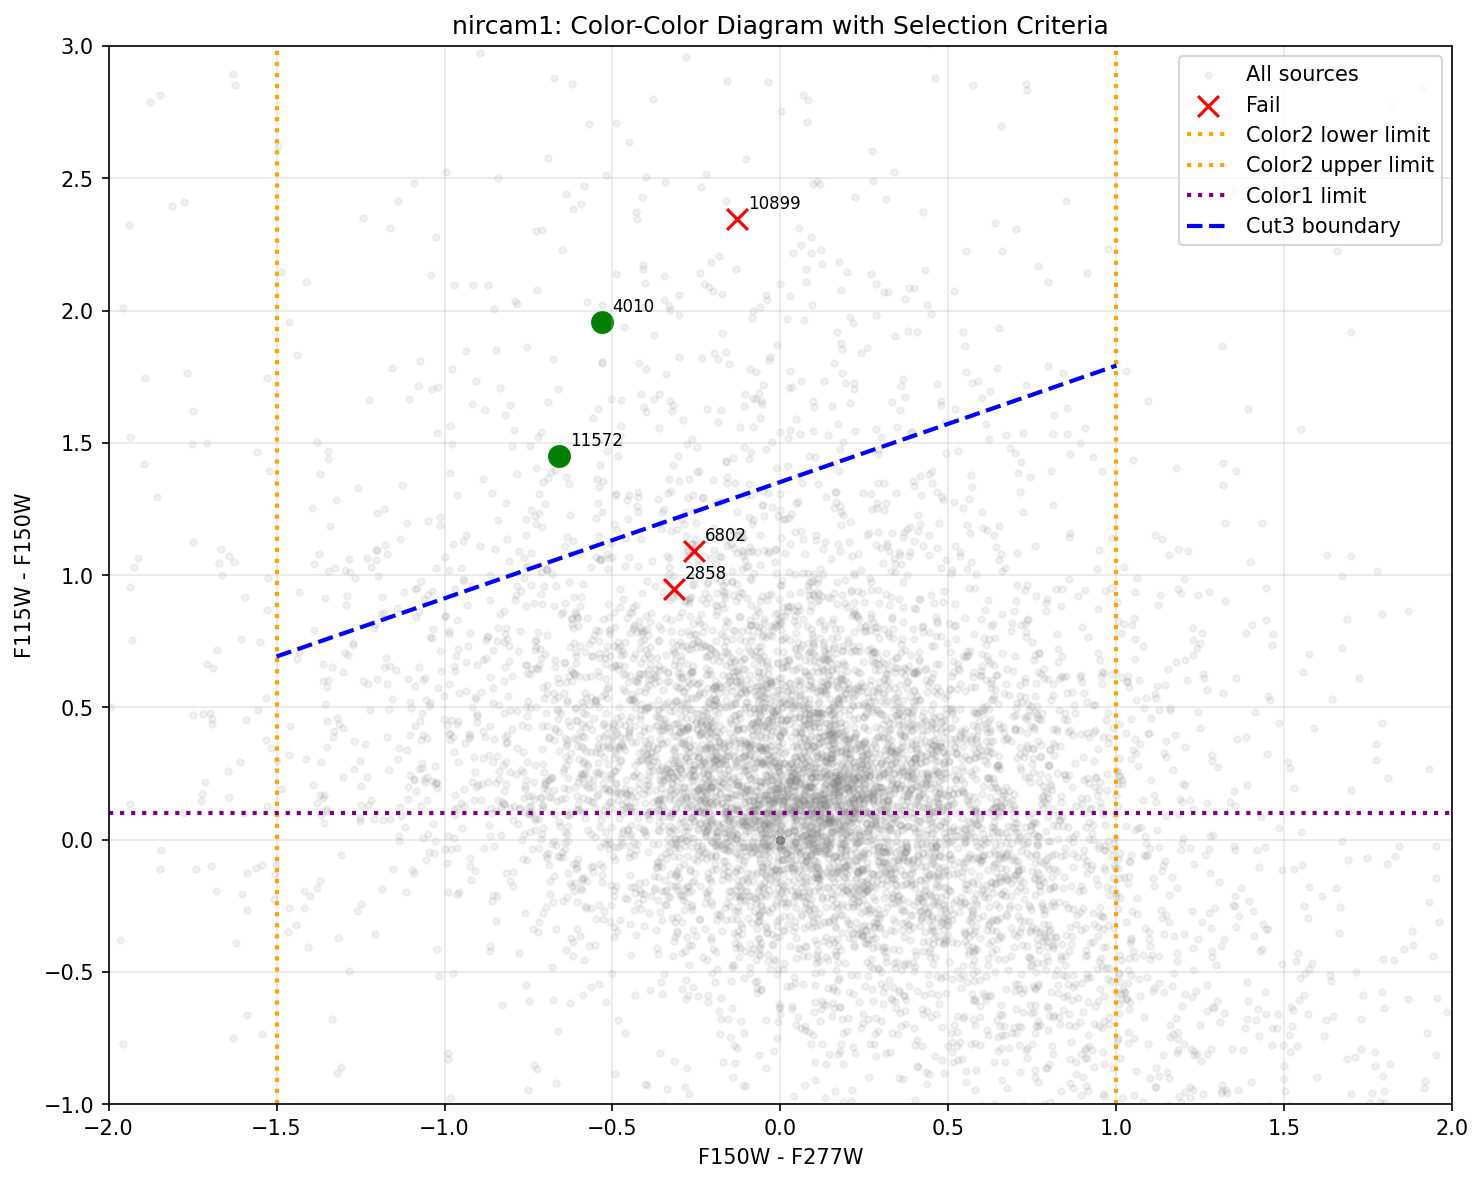 nircam1: Color-Color Diagram with Selection Criteria
All sources
Fail
Color2 lower limit
Color2 upper limit
Color1 limit
Cut3 boundary
10899
4010
11572
6802
2858
3.0
2.5
2.0
1.5
1.0
0.5
0.0
−0.5
−1.0
F115W - F150W
−2.0 −1.5 −1.0 −0.5 0.0 0.5 1.0 1.5 2.0
F150W - F277W